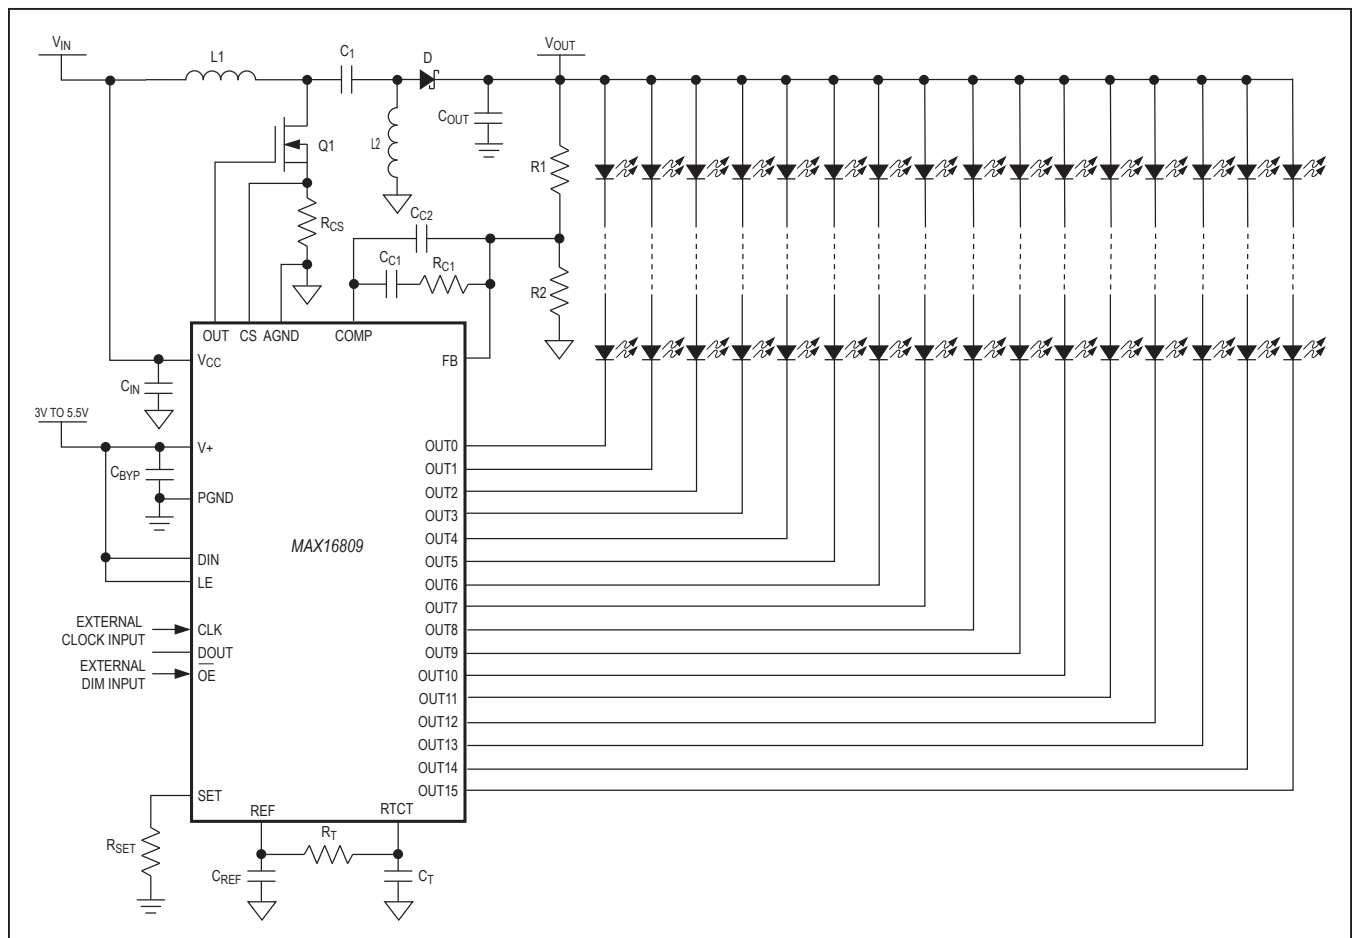 VIN
L1
C1
D
VOUT
COUT
Q1
L2
R1
RCS
CC2
CC1
RC1
R2
OUT
CS
AGND
COMP
FB
VCC
CIN
3V TO 5.5V
V+
CBYP
PGND
MAX16809
DIN
LE
EXTERNAL
CLOCK INPUT
CLK
DOUT
EXTERNAL
DIM INPUT
OE
OUT0
OUT1
OUT2
OUT3
OUT4
OUT5
OUT6
OUT7
OUT8
OUT9
OUT10
OUT11
OUT12
OUT13
OUT14
OUT15
SET
REF
RTCT
RSET
RT
CREF
CT